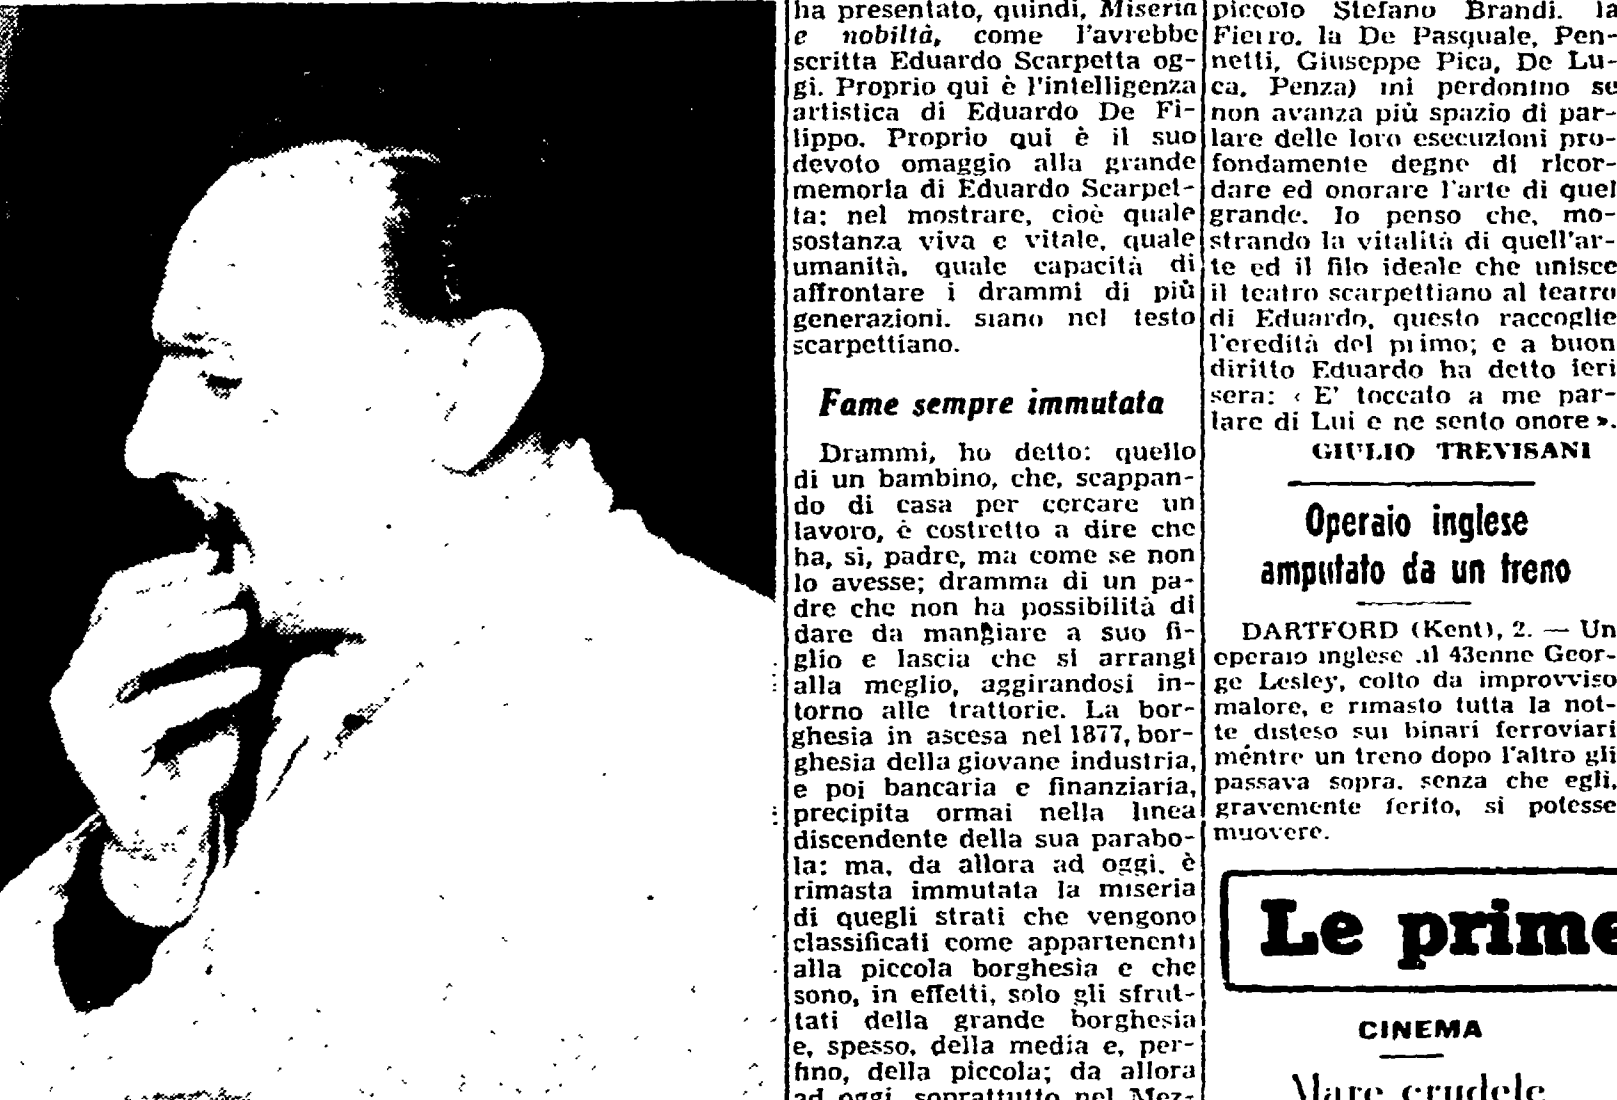 ha presentato, quindi, Miseria
e nobiltà, come l'avrebbe
scritta Eduardo Scarpetta og-
gi. Proprio qui è l'intelligenza
artistica di Eduardo De Fi-
lippo. Proprio qui è il suo
devoto omaggio alla grande
memoria di Eduardo Scarpet-
ta: nel mostrare, cioè quale
sostanza viva e vitale, quale
umanità, quale capacità di
affrontare i drammi di più
generazioni. siano nel testo
scarpettiano.
Fame sempre immutata
Drammi, ho detto: quello
di un bambino, che, scappan-
do di casa per cercare un
lavoro, è costretto a dire che
ha, sì, padre, ma come se non
lo avesse; dramma di un pa-
dre che non ha possibilità di
dare da mangiare a suo fi-
glio e lascia che si arrangi
alla meglio, aggirandosi in-
torno alle trattorie. La bor-
ghesia in ascesa nel 1877, bor-
ghesia della giovane industria,
e poi bancaria e finanziaria,
precipita ormai nella linea
discendente della sua parabo-
la: ma, da allora ad oggi, è
rimasta immutata la miseria
di quegli strati che vengono
classificati come appartenenti
alla piccola borghesia e che
sono, in effetti, solo gli sfrut-
tati della grande borghesia
e, spesso, della media e, per-
fino, della piccola; da allora
ad oggi, soprattutto nel Mez-
piccolo Stefano Brandi. la
Fierro. la De Pasquale, Pen-
netti, Giuseppe Pica, De Lu-
ca, Penza) mi perdonino se
non avanza più spazio di par-
lare delle loro esecuzioni pro-
fondamente degne di ricor-
dare ed onorare l'arte di quel
grande. Io penso che, mo-
strando la vitalità di quell'ar-
te ed il filo ideale che unisce
il teatro scarpettiano al teatro
di Eduardo, questo raccoglie
l'eredità del primo; e a buon
diritto Eduardo ha detto ieri
sera: « E' toccato a me par-
lare di Lui e ne sento onore ».
GIULIO TREVISANI
Operaio inglese
amputato da un treno
DARTFORD (Kent), 2. — Un
operaio inglese .il 43enne Geor-
ge Lesley, colto da improvviso
malore, e rimasto tutta la not-
te disteso sui binari ferroviari
mentre un treno dopo l'altro gli
passava sopra. senza che egli,
gravemente ferito, si potesse
muovere.
Le prime
CINEMA
Mare crudele